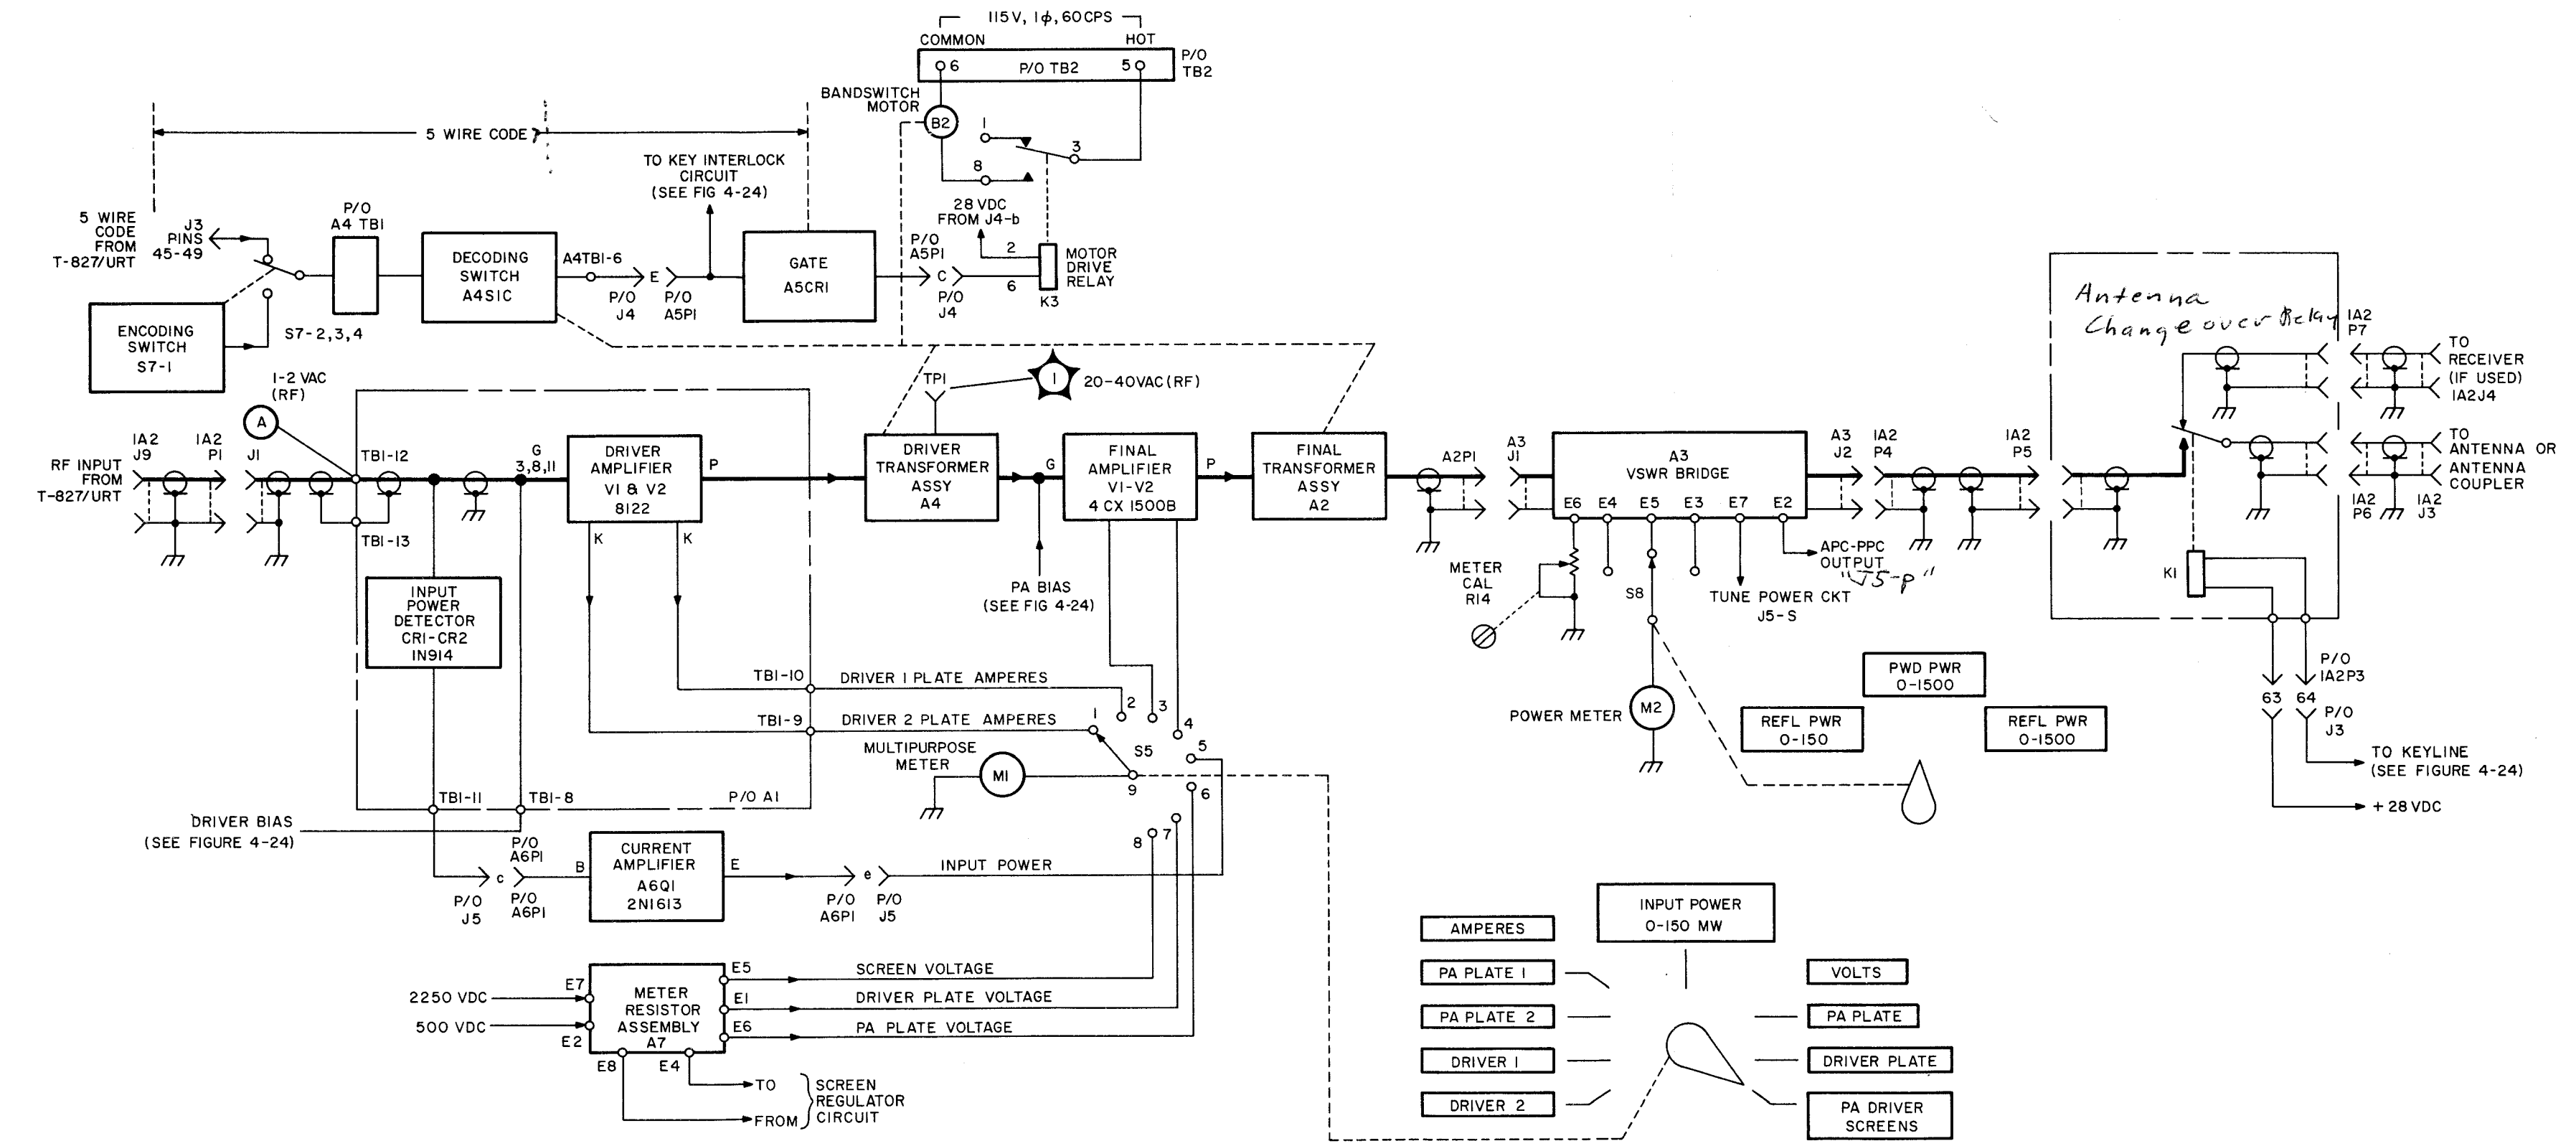 115V, 1ϕ, 60CPS
COMMON
HOT
6
P/O TB2
5
P/O
TB2
BANDSWITCH
MOTOR
B2
1
3
8
5 WIRE CODE
TO KEY INTERLOCK
CIRCUIT
(SEE FIG 4-24)
28 VDC
FROM J4-b
2
6
MOTOR
DRIVE
RELAY
K3
5 WIRE
CODE
FROM
T-827/URT
J3
PINS
45-49
P/O
A4 TB1
DECODING
SWITCH
A4S1C
A4TB1-6
P/O
J4
E
P/O
A5P1
GATE
A5CR1
P/O
A5P1
C
P/O
J4
ENCODING
SWITCH
S7-1
S7-2,3,4
1-2 VAC
(RF)
A
TP1
1
20-40VAC (RF)
Antenna
Changeover Relay
1A2
P7
TO
RECEIVER
(IF USED)
1A2J4
RF INPUT
FROM
T-827/URT
1A2
J9
1A2
P1
J1
TB1-12
TB1-13
G
3,8,11
DRIVER
AMPLIFIER
V1 & V2
8122
P
K
K
DRIVER
TRANSFORMER
ASSY
A4
G
FINAL
AMPLIFIER
V1-V2
4 CX 1500B
P
FINAL
TRANSFORMER
ASSY
A2
A2P1
A3
J1
A3
VSWR BRIDGE
E6
E4
E5
E3
E7
E2
A3
J2
1A2
P4
1A2
P5
TO
ANTENNA OR
ANTENNA
COUPLER
1A2
P6
1A2
J3
INPUT
POWER
DETECTOR
CR1-CR2
1N914
PA BIAS
(SEE FIG 4-24)
METER
CAL
R14
S8
APC-PPC
OUTPUT
"J5-p"
TUNE POWER CKT
J5-S
K1
P/O
1A2P3
63
64
P/O
J3
TO KEYLINE
(SEE FIGURE 4-24)
+28 VDC
TB1-10
DRIVER 1 PLATE AMPERES
TB1-9
DRIVER 2 PLATE AMPERES
1
2
3
4
5
6
7
8
9
S5
MULTIPURPOSE
METER
M1
POWER METER
M2
PWD PWR
0-1500
REFL PWR
0-150
REFL PWR
0-1500
TB1-11
TB1-8
P/O A1
DRIVER BIAS
(SEE FIGURE 4-24)
P/O
A6P1
c
P/O
J5
P/O
A6P1
B
CURRENT
AMPLIFIER
A6Q1
2N1613
E
P/O
A6P1
e
P/O
J5
INPUT POWER
2250 VDC
500 VDC
E7
E2
METER
RESISTOR
ASSEMBLY
A7
E5
SCREEN VOLTAGE
E1
DRIVER PLATE VOLTAGE
E6
PA PLATE VOLTAGE
E8
E4
TO
FROM
SCREEN
REGULATOR
CIRCUIT
INPUT POWER
0-150 MW
AMPERES
PA PLATE 1
PA PLATE 2
DRIVER 1
DRIVER 2
VOLTS
PA PLATE
DRIVER PLATE
PA DRIVER
SCREENS